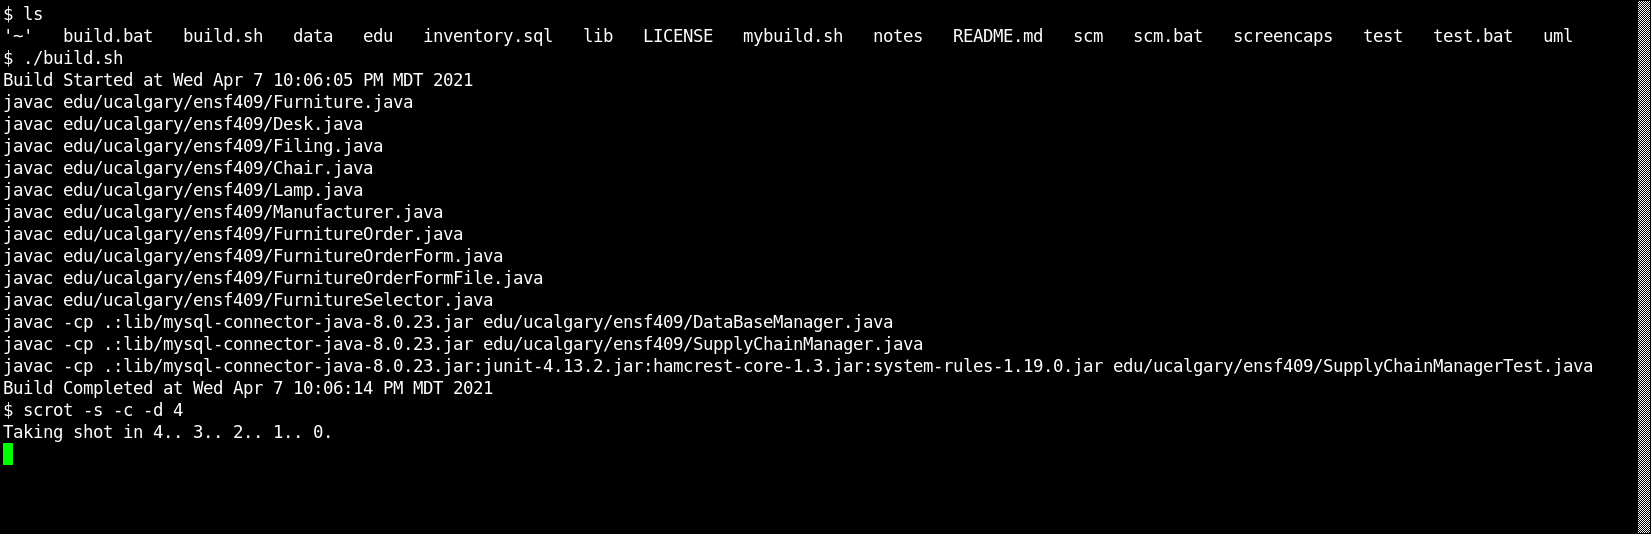 $ ls
'~'   build.bat   build.sh   data   edu   inventory.sql   lib   LICENSE   mybuild.sh   notes   README.md   scm   scm.bat   screencaps   test   test.bat   uml
$ ./build.sh
Build Started at Wed Apr 7 10:06:05 PM MDT 2021
javac edu/ucalgary/ensf409/Furniture.java
javac edu/ucalgary/ensf409/Desk.java
javac edu/ucalgary/ensf409/Filing.java
javac edu/ucalgary/ensf409/Chair.java
javac edu/ucalgary/ensf409/Lamp.java
javac edu/ucalgary/ensf409/Manufacturer.java
javac edu/ucalgary/ensf409/FurnitureOrder.java
javac edu/ucalgary/ensf409/FurnitureOrderForm.java
javac edu/ucalgary/ensf409/FurnitureOrderFormFile.java
javac edu/ucalgary/ensf409/FurnitureSelector.java
javac -cp .:lib/mysql-connector-java-8.0.23.jar edu/ucalgary/ensf409/DataBaseManager.java
javac -cp .:lib/mysql-connector-java-8.0.23.jar edu/ucalgary/ensf409/SupplyChainManager.java
javac -cp .:lib/mysql-connector-java-8.0.23.jar:junit-4.13.2.jar:hamcrest-core-1.3.jar:system-rules-1.19.0.jar edu/ucalgary/ensf409/SupplyChainManagerTest.java
Build Completed at Wed Apr 7 10:06:14 PM MDT 2021
$ scrot -s -c -d 4
Taking shot in 4.. 3.. 2.. 1.. 0.